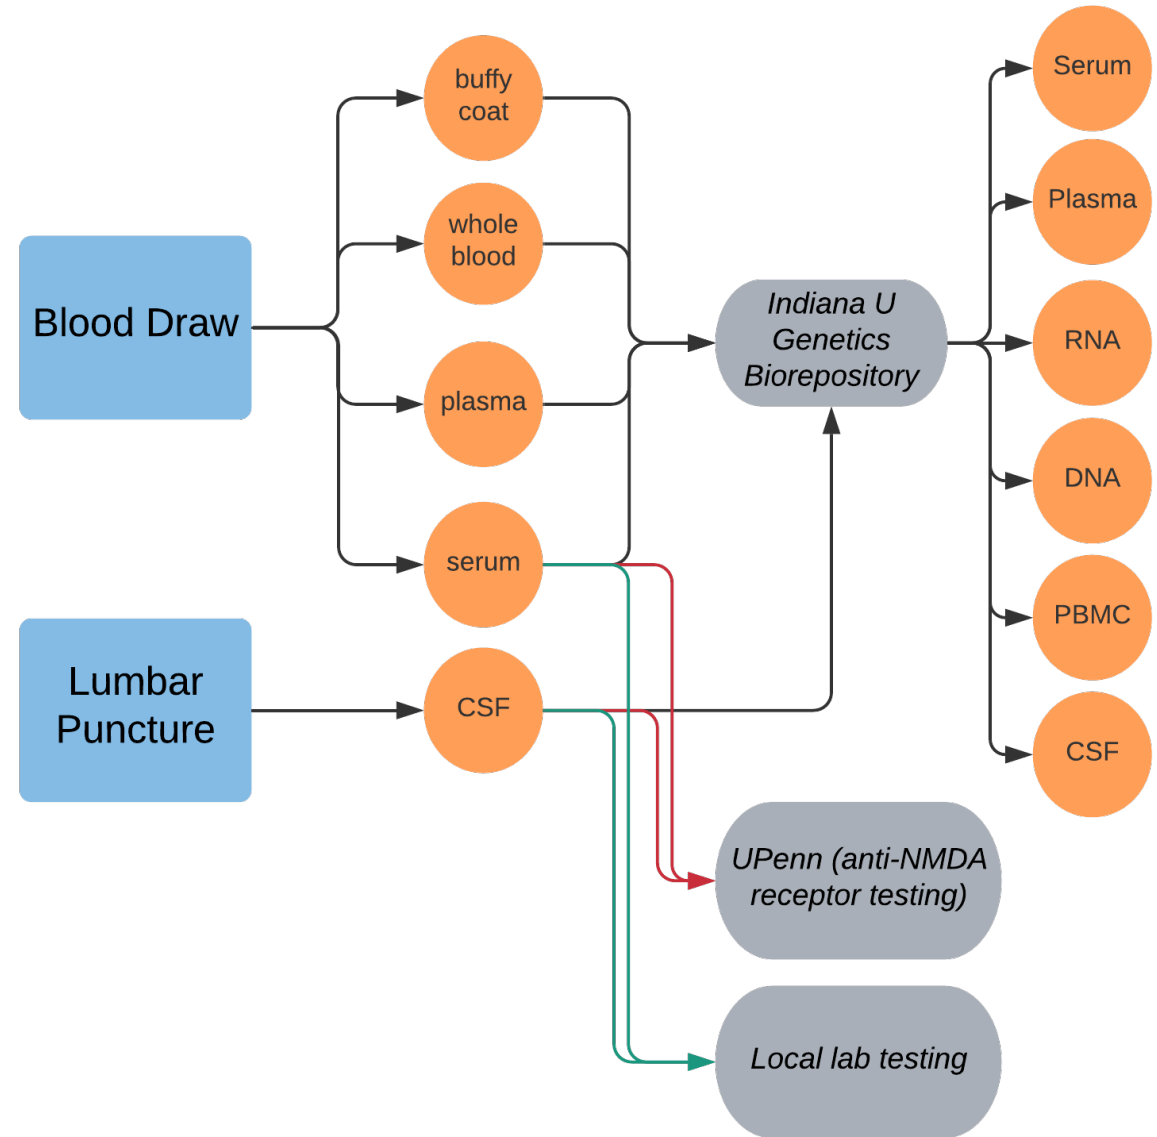 buffy
coat
whole
blood
Blood Draw
plasma
serum
Lumbar
Puncture
CSF
Indiana U
Genetics
Biorepository
UPenn (anti-NMDA
receptor testing)
Local lab testing
Serum
Plasma
RNA
DNA
PBMC
CSF